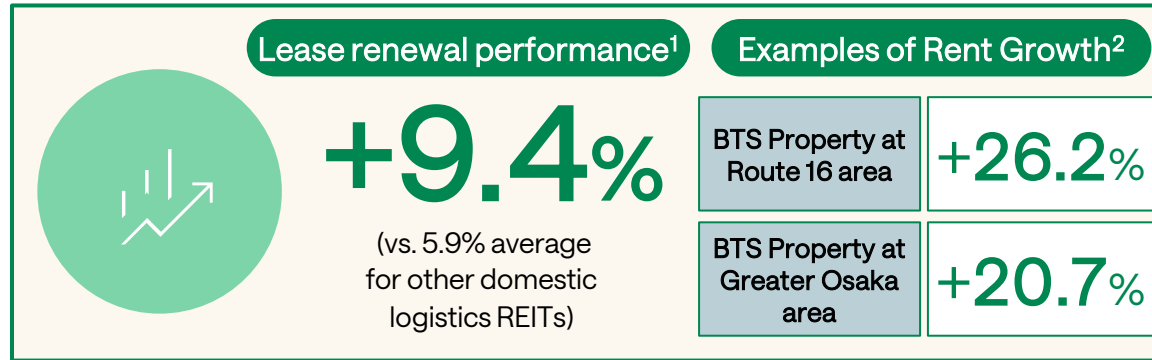 Lease renewal performance¹
+9.4%
(vs. 5.9% average
for other domestic
logistics REITs)
Examples of Rent Growth²
BTS Property at
Route 16 area
+26.2%
BTS Property at
Greater Osaka
area
+20.7%